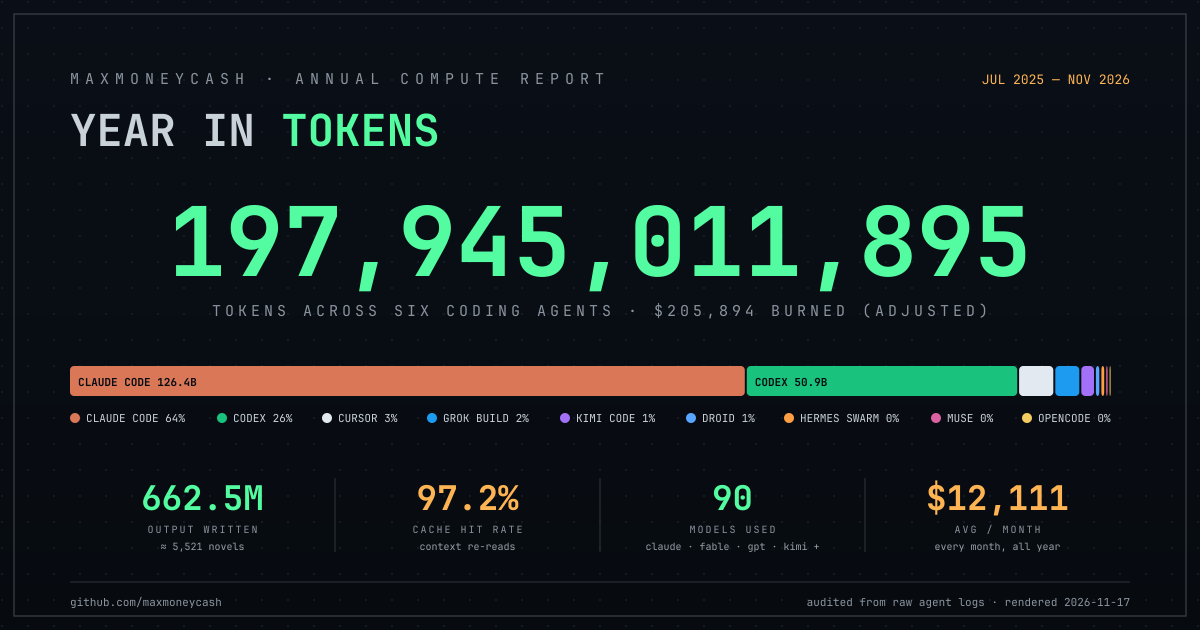 MAXMONEYCASH · ANNUAL COMPUTE REPORT
JUL 2025 — NOV 2026
YEAR IN TOKENS
197,945,011,895
TOKENS ACROSS SIX CODING AGENTS · $205,894 BURNED (ADJUSTED)
CLAUDE CODE 126.4B
CODEX 50.9B
CLAUDE CODE 64%
CODEX 26%
CURSOR 3%
GROK BUILD 2%
KIMI CODE 1%
DROID 1%
HERMES SWARM 0%
MUSE 0%
OPENCODE 0%
662.5M
OUTPUT WRITTEN
≈ 5,521 novels
97.2%
CACHE HIT RATE
context re-reads
90
MODELS USED
claude · fable · gpt · kimi +
$12,111
AVG / MONTH
every month, all year
github.com/maxmoneycash
audited from raw agent logs · rendered 2026-11-17